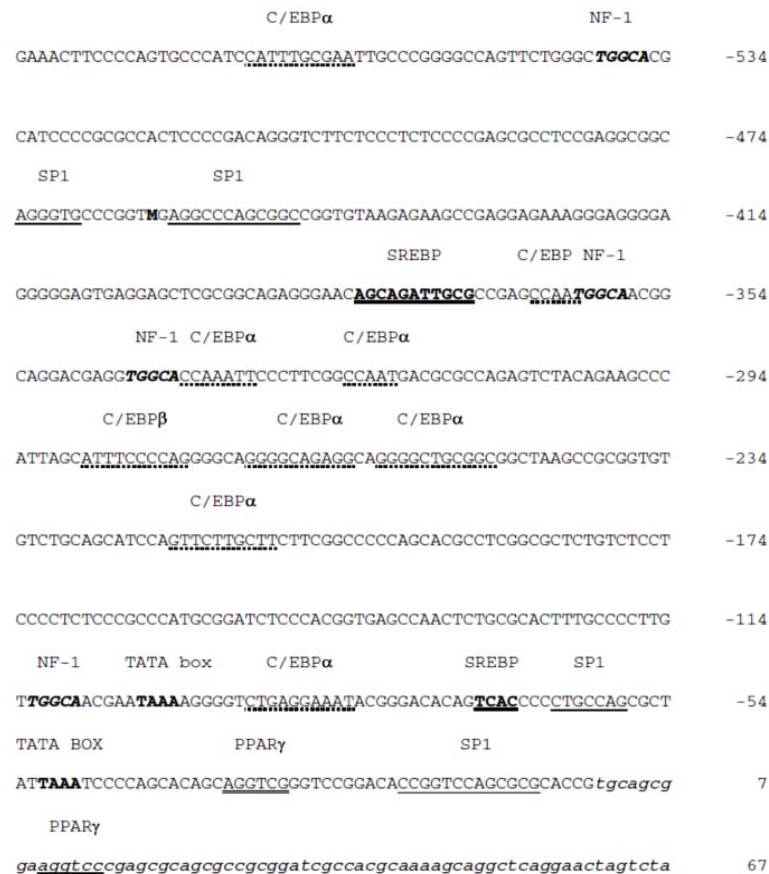 C/EBPα NF-1
GAAACTTCCCCAGTGCCCATCCATTTGCGAATTGCCCGGGGCCAGTTCTGGGCTGGCACG -534
CATCCCCGCGCCACTCCCCGACAGGGTCTTCTCCCTCTCCCCGAGCGCCTCCGAGGCGGC -474
SP1 SP1
AGGGTGCCCGGTMGAGGCCCAGCGGCCGGTGTAAGAGAAGCCGAGGAGAAAGGGAGGGGA -414
SREBP C/EBP NF-1
GGGGGAGTGAGGAGCTCGCGGCAGAGGGAACAGCAGATTGCGCCGAGCCAATGGCAACGG -354
NF-1 C/EBPα C/EBPα
CAGGACGAGGTGGCACCAAATTCCCTTCGGCCAATGACGCGCCAGAGTCTACAGAAGCCC -294
C/EBPβ C/EBPα C/EBPα
ATTAGCATTTCCCCAGGGGCAGGGGCAGAGGCAGGGGCTGCGGCGGCTAAGCCGCGGTGT -234
C/EBPα
GTCTGCAGCATCCAGTTCTTGCTTCTTCGGCCCCCAGCACGCCTCGGCGCTCTGTCTCCT -174
CCCCTCTCCCGCCCATGCGGATCTCCCACGGTGAGCCAACTCTGCGCACTTTGCCCCTTG -114
NF-1 TATA box C/EBPα SREBP SP1
TTGGCAACGAATAAAAGGGGTCTGAGGAAATACGGGACACAGTCACCCCCTGCCAGCGCT -54
TATA BOX PPARγ SP1
ATTAAATCCCCAGCACAGCAGGTCGGGTCCGGACACCGGTCCAGCGCGCACCGtgcagcg 7
PPARγ
gaaggtcccgagcgcagcgccgcggatcgccacgcaaaagcaggctcaggaactagtcta 67